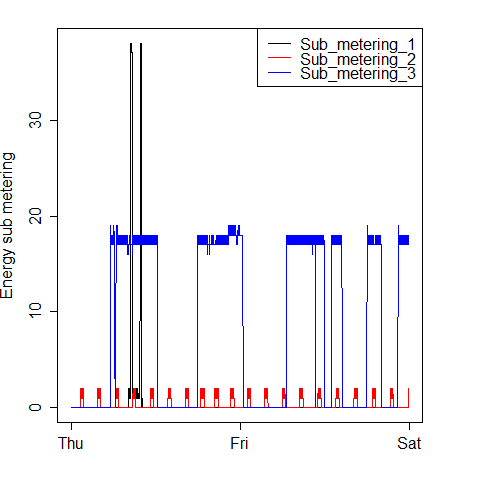 Sub_metering_1
Sub_metering_2
Sub_metering_3
Energy sub metering
30
20
10
0
Thu Fri Sat